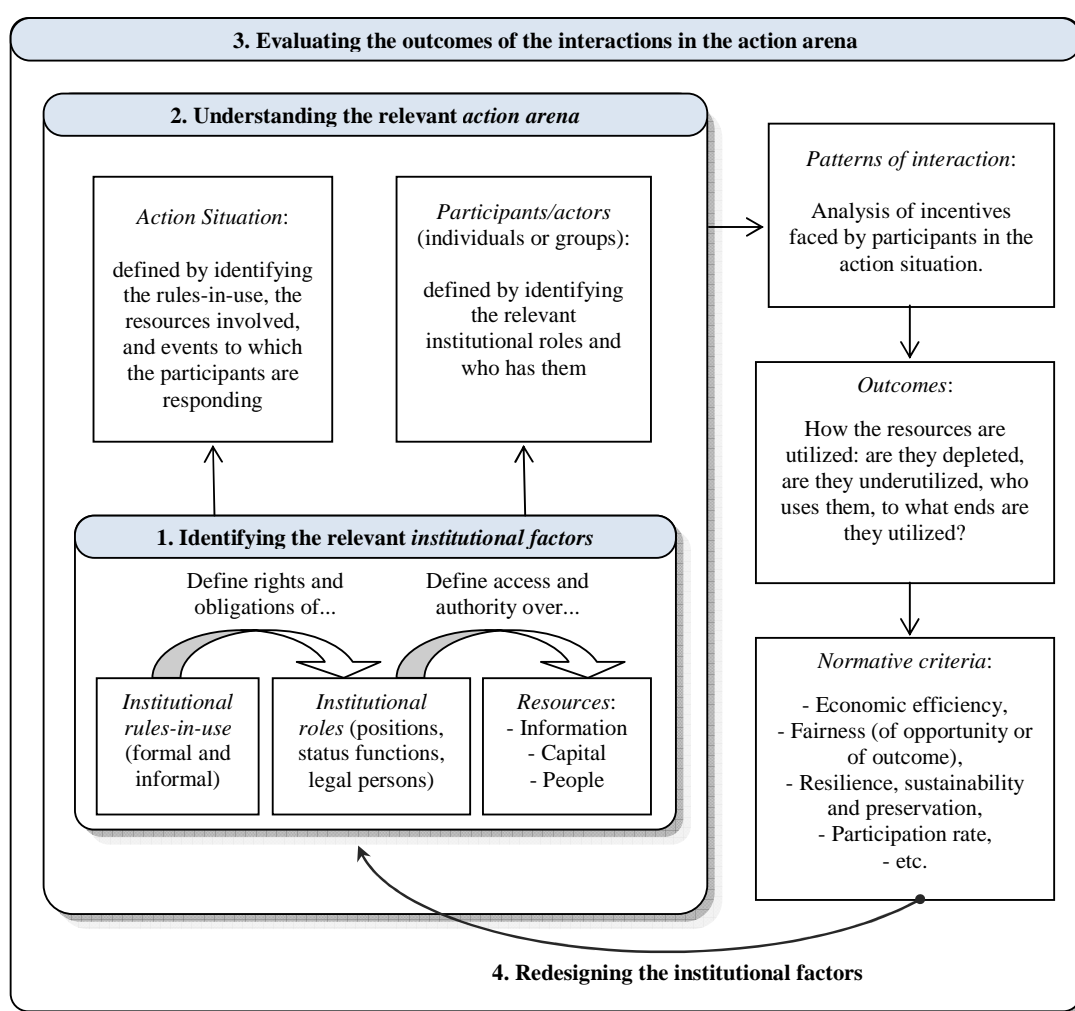 3. Evaluating the outcomes of the interactions in the action arena
2. Understanding the relevant action arena
Action Situation:
defined by identifying
the rules-in-use, the
resources involved,
and events to which
the participants are
responding
Participants/actors
(individuals or groups):
defined by identifying
the relevant
institutional roles and
who has them
1. Identifying the relevant institutional factors
Define rights and
obligations of...
Define access and
authority over...
Institutional
rules-in-use
(formal and
informal)
Institutional
roles (positions,
status functions,
legal persons)
Resources:
- Information
- Capital
- People
Patterns of interaction:
Analysis of incentives
faced by participants in the
action situation.
Outcomes:
How the resources are
utilized: are they depleted,
are they underutilized, who
uses them, to what ends are
they utilized?
Normative criteria:
- Economic efficiency,
- Fairness (of opportunity or
of outcome),
- Resilience, sustainability
and preservation,
- Participation rate,
- etc.
4. Redesigning the institutional factors